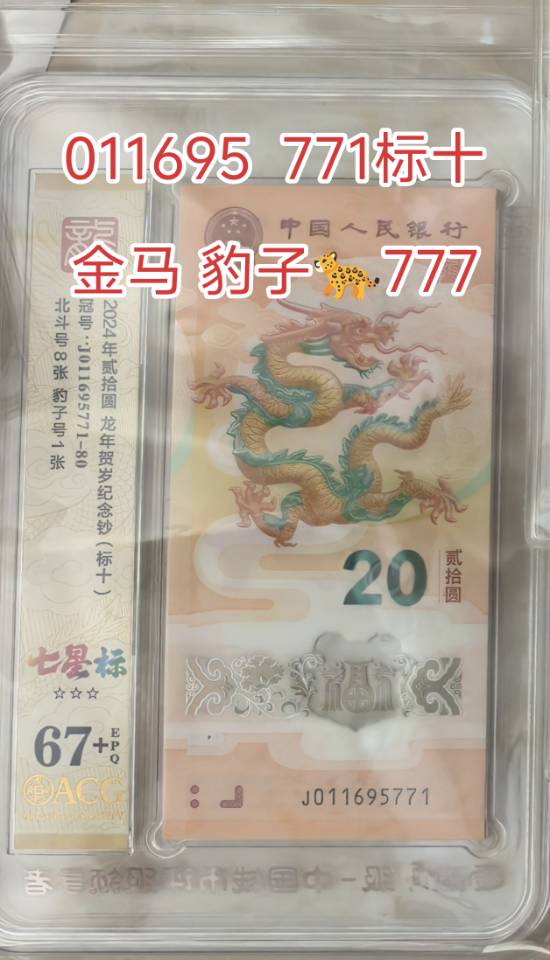 011695 771标十
金马 豹子🐆777
中国人民银行
2024年贰拾圆 龙年贺岁纪念钞(标十)
冠号:J011695771-80
北斗号8张 豹子号1张
20
贰拾圆
七星标
☆☆☆
67+
EPQ
ACG
福
J011695771